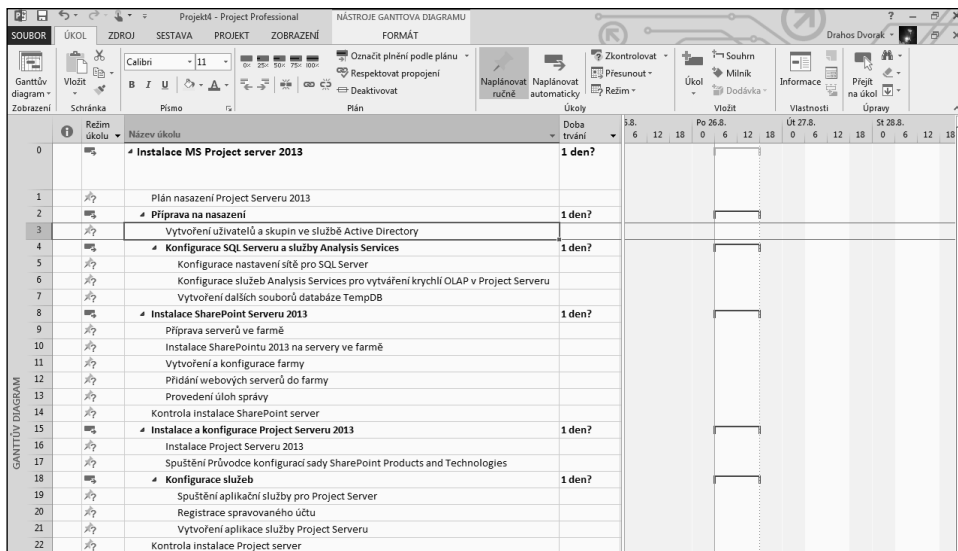 Projekt4 - Project Professional
NÁSTROJE GANTTOVA DIAGRAMU
?
SOUBOR ÚKOL ZDROJ SESTAVA PROJEKT ZOBRAZENÍ FORMÁT
Drahos Dvorak
Ganttův diagram
Zobrazení
Vložit
Schránka
Calibri 11
B I U A
Písmo
0× 25× 50× 75× 100×
Označit plnění podle plánu
Respektovat propojení
Deaktivovat
Plán
Naplánovat ručně
Naplánovat automaticky
Zkontrolovat
Přesunout
Režim
Úkoly
Úkol
Souhrn
Milník
Dodávka
Vložit
Informace
Vlastnosti
Přejít na úkol
Úpravy
Režim úkolu Název úkolu Doba trvání
5.8. Po 26.8. Út 27.8. St 28.8.
6 12 18 0 6 12 18 0 6 12 18 0 6 12 18
0 Instalace MS Project server 2013 1 den?
1 Plán nasazení Project Serveru 2013
2 Příprava na nasazení 1 den?
3 Vytvoření uživatelů a skupin ve službě Active Directory
4 Konfigurace SQL Serveru a služby Analysis Services 1 den?
5 Konfigurace nastavení sítě pro SQL Server
6 Konfigurace služeb Analysis Services pro vytváření krychlí OLAP v Project Serveru
7 Vytvoření dalších souborů databáze TempDB
8 Instalace SharePoint Serveru 2013 1 den?
9 Příprava serverů ve farmě
10 Instalace SharePointu 2013 na servery ve farmě
11 Vytvoření a konfigurace farmy
12 Přidání webových serverů do farmy
13 Provedení úloh správy
14 Kontrola instalace SharePoint server
15 Instalace a konfigurace Project Serveru 2013 1 den?
16 Instalace Project Serveru 2013
17 Spuštění Průvodce konfigurací sady SharePoint Products and Technologies
18 Konfigurace služeb 1 den?
19 Spuštění aplikační služby pro Project Server
20 Registrace spravovaného účtu
21 Vytvoření aplikace služby Project Serveru
22 Kontrola instalace Project server
GANTTŮV DIAGRAM